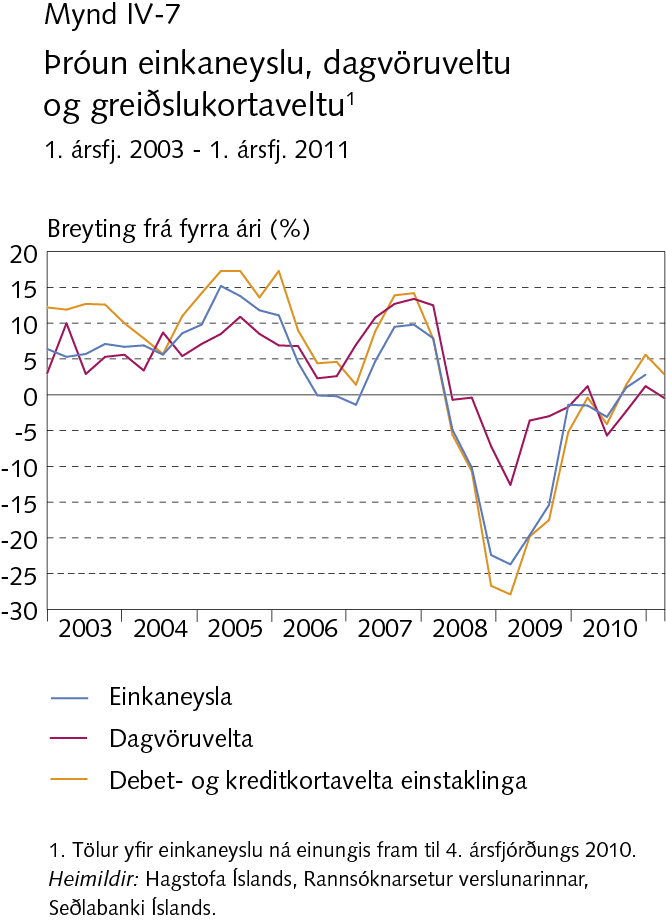 Mynd IV-7
Þróun einkaneyslu, dagvöruveltu
og greiðslukortaveltu¹
1. ársfj. 2003 - 1. ársfj. 2011
Breyting frá fyrra ári (%)
20
15
10
5
0
-5
-10
-15
-20
-25
-30
2003 2004 2005 2006 2007 2008 2009 2010
Einkaneysla
Dagvöruvelta
Debet- og kreditkortavelta einstaklinga
1. Tölur yfir einkaneyslu ná einungis fram til 4. ársfjórðungs 2010.
Heimildir: Hagstofa Íslands, Rannsóknarsetur verslunarinnar,
Seðlabanki Íslands.